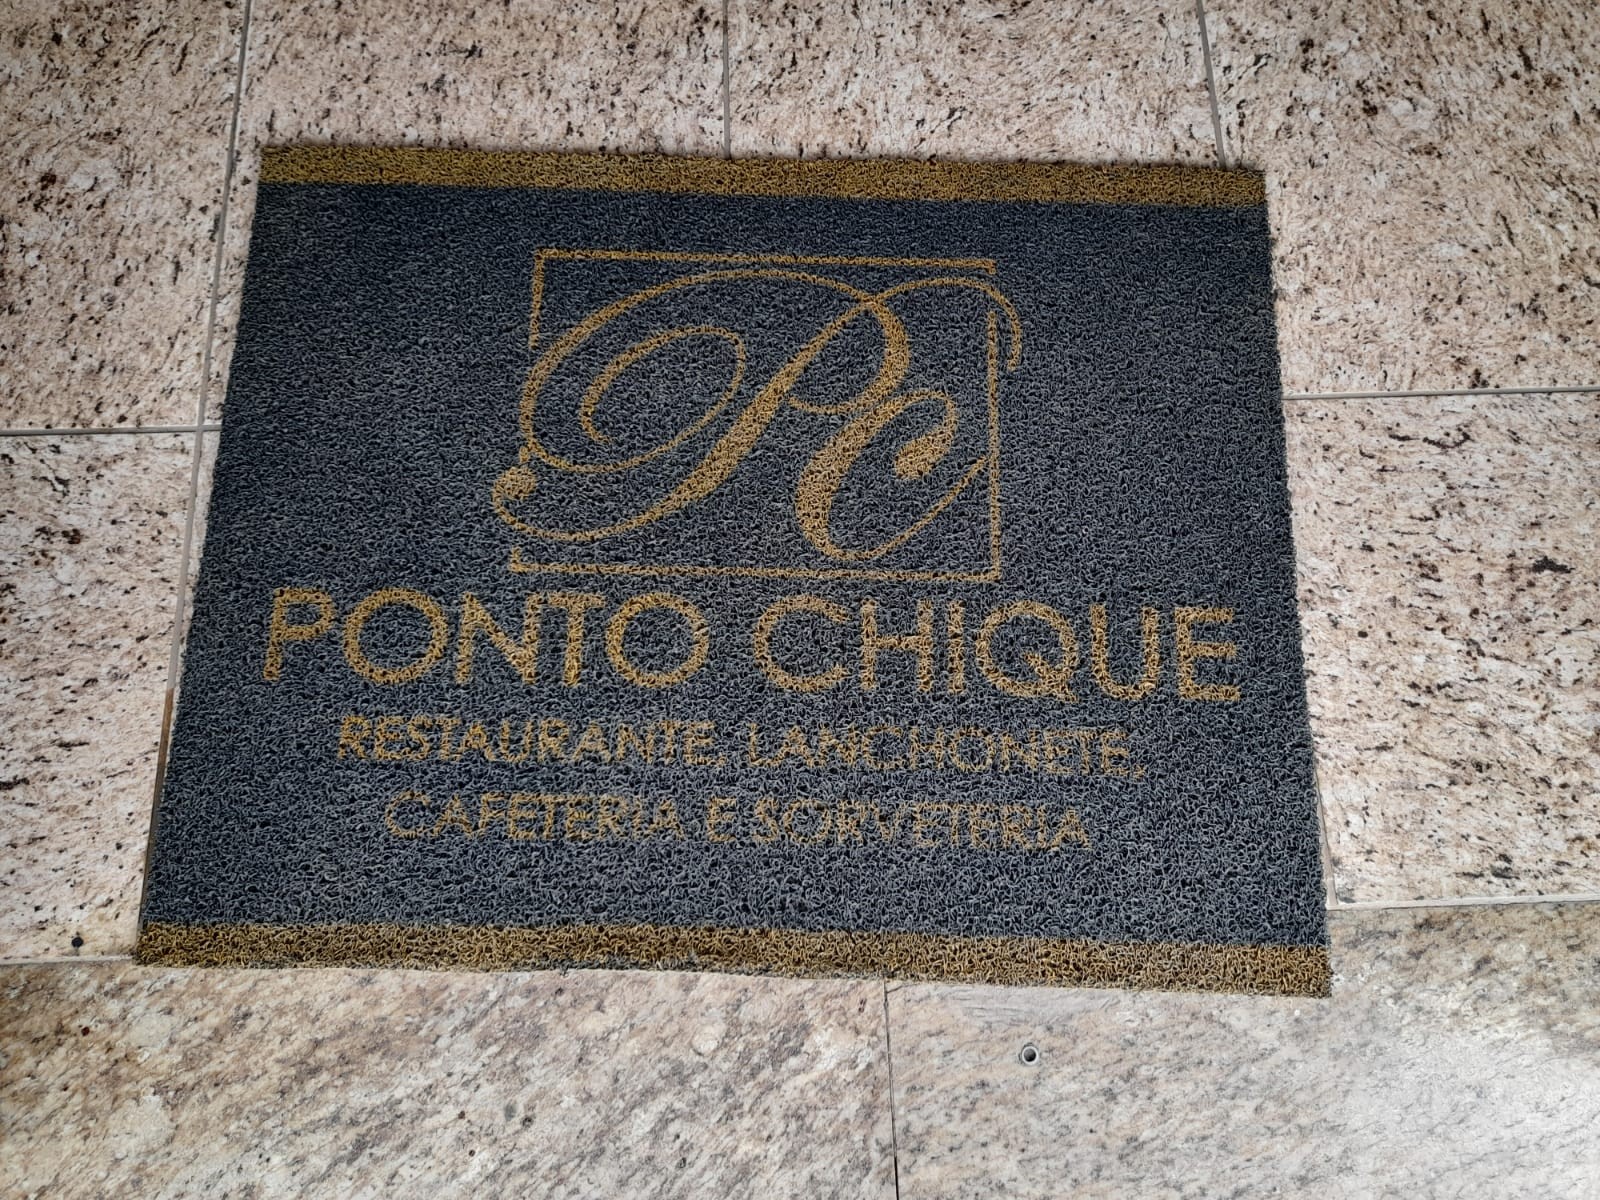 PC
PONTO CHIQUE
RESTAURANTE, LANCHONETE,
CAFETERIA E SORVETERIA